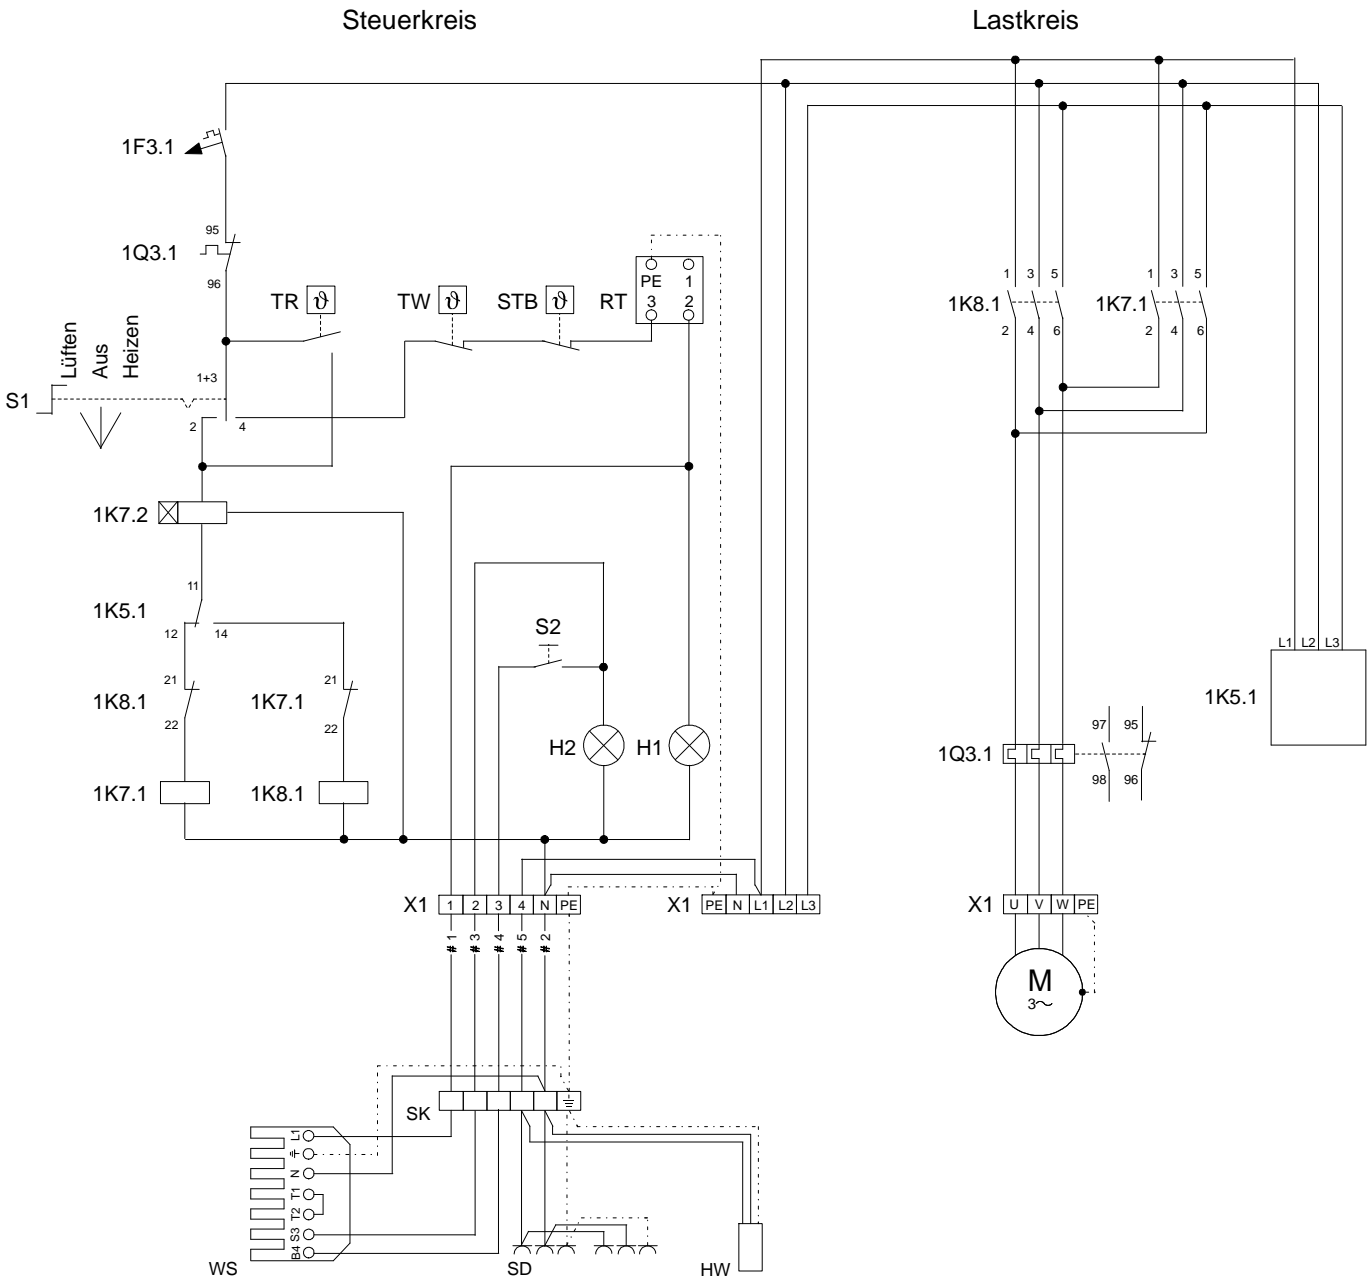 Steuerkreis
Lastkreis
1F3.1
95
1Q3.1
96
TR ϑ
TW ϑ
STB ϑ
RT
PE 1
3 2
Lüften
Aus
Heizen
1+3
S1
2 4
1K7.2
11
1K5.1
12 14
21
1K8.1
22
21
1K7.1
22
1K7.1
1K8.1
S2
H2
H1
1 3 5
1K8.1
2 4 6
1 3 5
1K7.1
2 4 6
L1 L2 L3
1K5.1
97 95
1Q3.1
98 96
X1 1 2 3 4 N PE
X1 PE N L1 L2 L3
X1 U V W PE
# 1 # 3 # 4 # 5 # 2
M
3~
SK
L1
N
T1
T2
S3
B4
WS
SD
HW